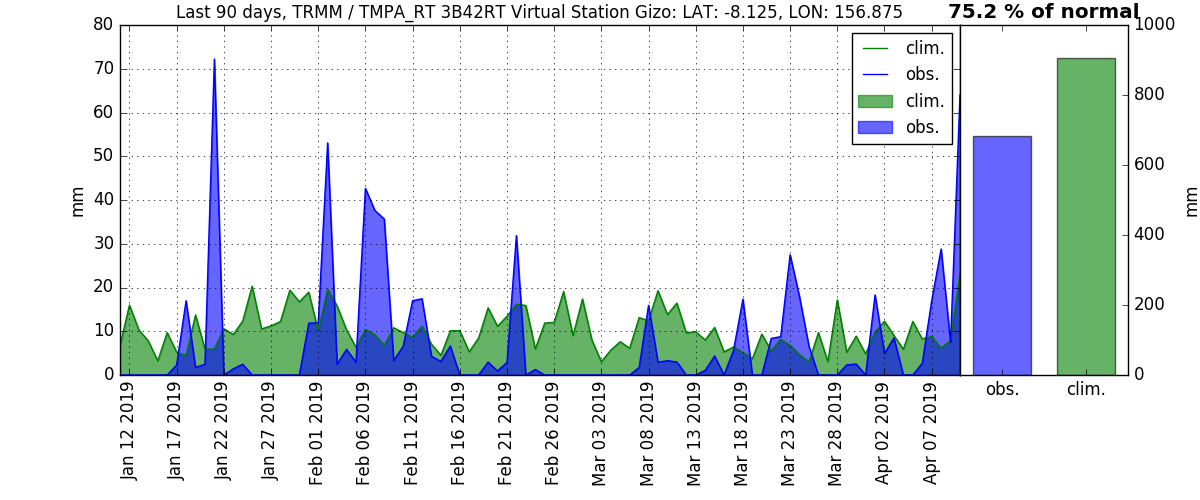 Last 90 days, TRMM / TMPA_RT 3B42RT Virtual Station Gizo: LAT: -8.125, LON: 156.875
75.2 % of normal
80
70
60
50
40
30
20
10
0
mm
clim.
obs.
clim.
obs.
Jan 12 2019
Jan 17 2019
Jan 22 2019
Jan 27 2019
Feb 01 2019
Feb 06 2019
Feb 11 2019
Feb 16 2019
Feb 21 2019
Feb 26 2019
Mar 03 2019
Mar 08 2019
Mar 13 2019
Mar 18 2019
Mar 23 2019
Mar 28 2019
Apr 02 2019
Apr 07 2019
1000
800
600
400
200
0
mm
obs.
clim.